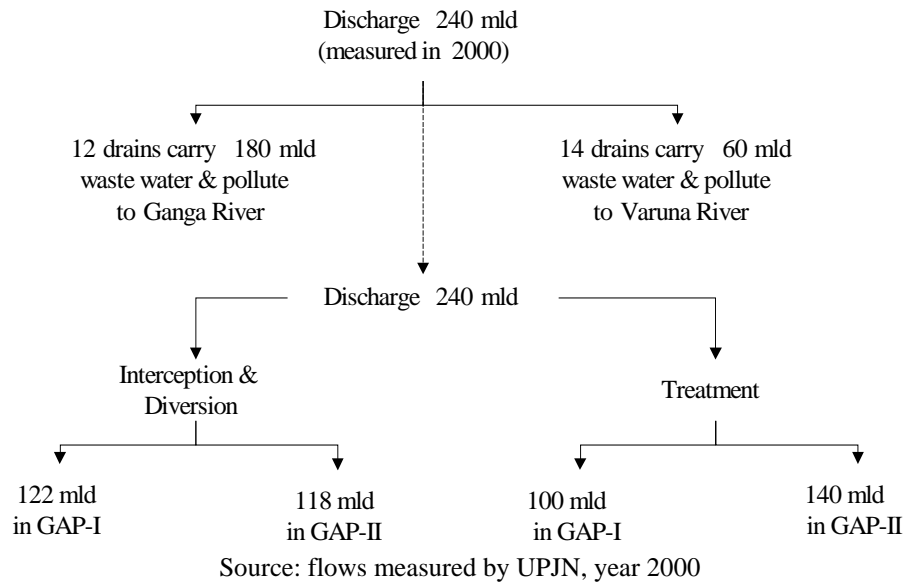 Discharge 240 mld
(measured in 2000)
12 drains carry 180 mld
waste water & pollute
to Ganga River
14 drains carry 60 mld
waste water & pollute
to Varuna River
Discharge 240 mld
Interception &
Diversion
Treatment
122 mld
in GAP-I
118 mld
in GAP-II
100 mld
in GAP-I
140 mld
in GAP-II
Source: flows measured by UPJN, year 2000